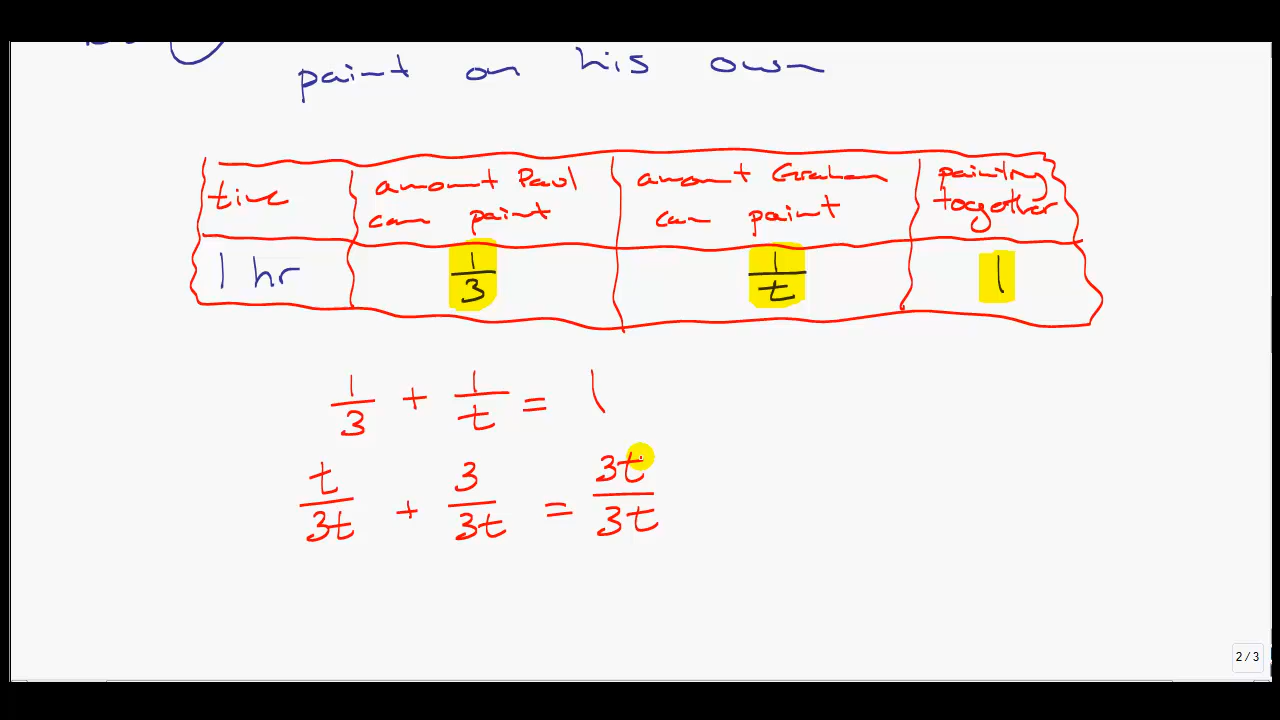 paint on his own
time | amount Paul can paint | amount Graham can paint | painting together
1 hr | 1/3 | 1/t | 1
1/3 + 1/t = 1
t/3t + 3/3t = 3t/3t
2/3